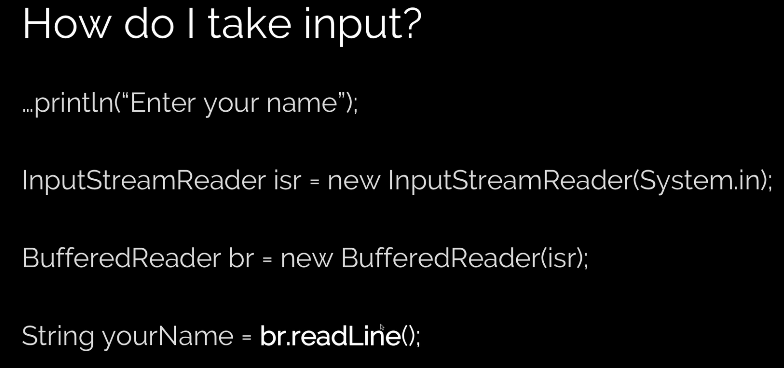 How do I take input?
…println(“Enter your name”);
InputStreamReader isr = new InputStreamReader(System.in);
BufferedReader br = new BufferedReader(isr);
String yourName = br.readLine();